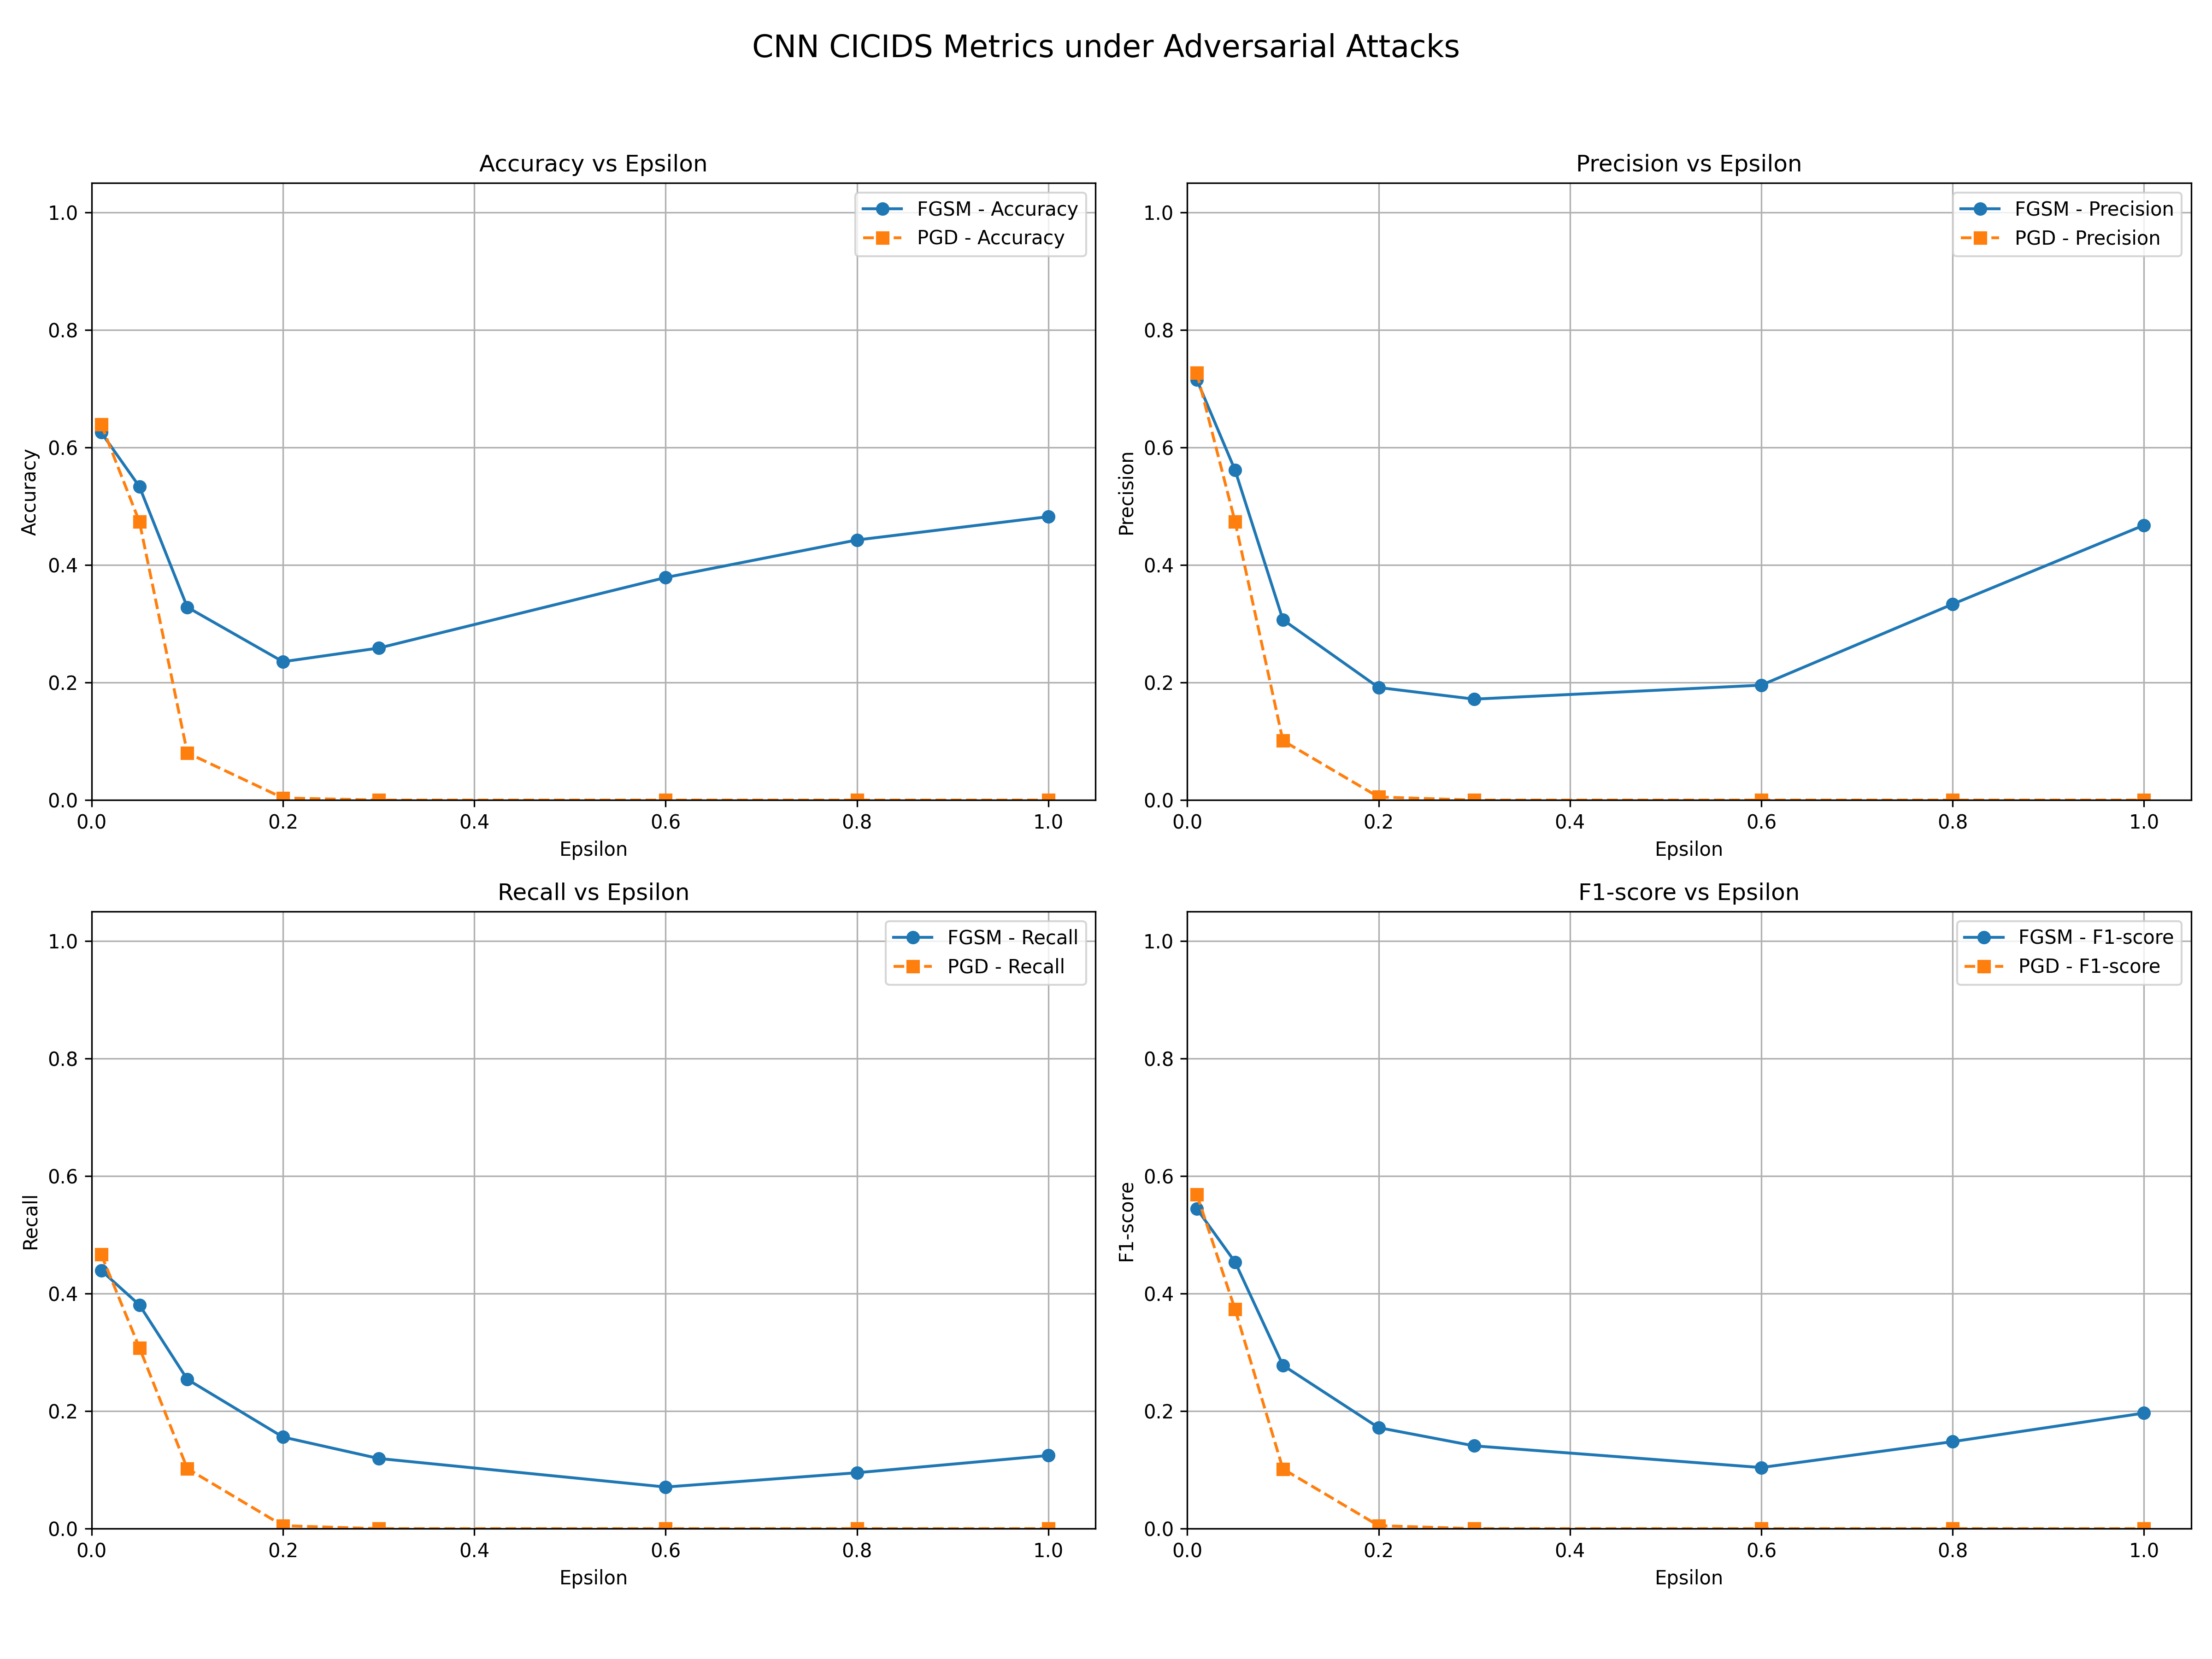 CNN CICIDS Metrics under Adversarial Attacks
Accuracy vs Epsilon
FGSM - Accuracy
PGD - Accuracy
Accuracy
1.0
0.8
0.6
0.4
0.2
0.0
0.0 0.2 0.4 0.6 0.8 1.0
Epsilon
Precision vs Epsilon
FGSM - Precision
PGD - Precision
Precision
1.0
0.8
0.6
0.4
0.2
0.0
0.0 0.2 0.4 0.6 0.8 1.0
Epsilon
Recall vs Epsilon
FGSM - Recall
PGD - Recall
Recall
1.0
0.8
0.6
0.4
0.2
0.0
0.0 0.2 0.4 0.6 0.8 1.0
Epsilon
F1-score vs Epsilon
FGSM - F1-score
PGD - F1-score
F1-score
1.0
0.8
0.6
0.4
0.2
0.0
0.0 0.2 0.4 0.6 0.8 1.0
Epsilon